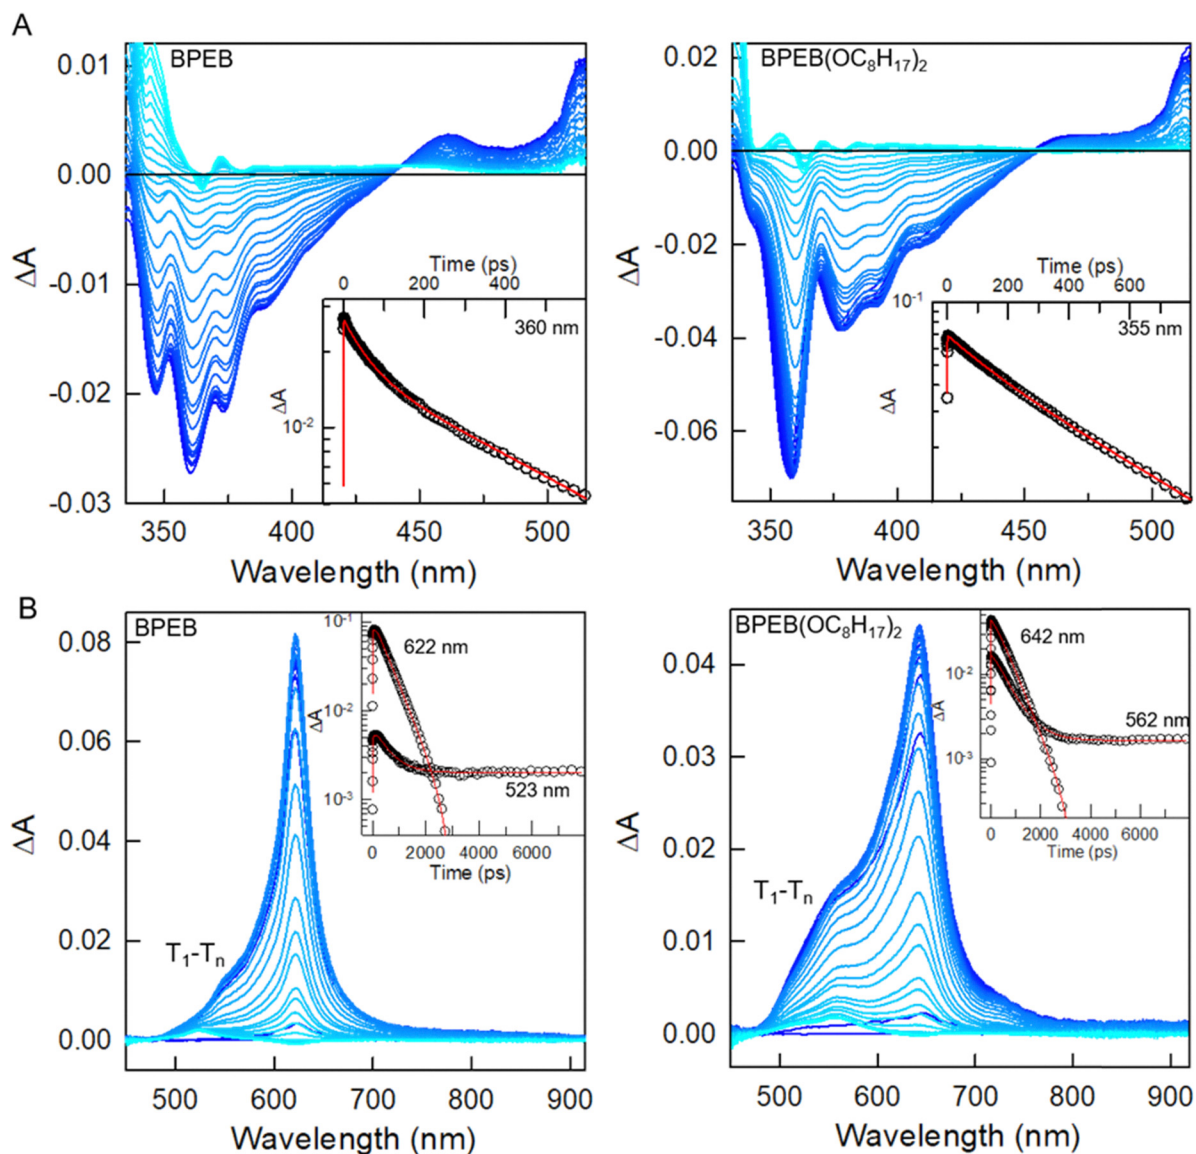 A
BPEB
0.01
0.00
-0.01
-0.02
-0.03
ΔA
350 400 450 500
Wavelength (nm)
Time (ps)
0 200 400
360 nm
10⁻²
ΔA
BPEB(OC₈H₁₇)₂
0.02
0.00
-0.02
-0.04
-0.06
ΔA
350 400 450 500
Wavelength (nm)
Time (ps)
0 200 400 600
10⁻¹
355 nm
ΔA
B
BPEB
0.08
0.06
0.04
0.02
0.00
ΔA
T₁-Tₙ
500 600 700 800 900
Wavelength (nm)
10⁻¹
10⁻²
10⁻³
ΔA
622 nm
523 nm
0 2000 4000 6000
Time (ps)
BPEB(OC₈H₁₇)₂
0.04
0.03
0.02
0.01
0.00
ΔA
T₁-Tₙ
500 600 700 800 900
Wavelength (nm)
10⁻²
10⁻³
ΔA
642 nm
562 nm
0 2000 4000 6000
Time (ps)